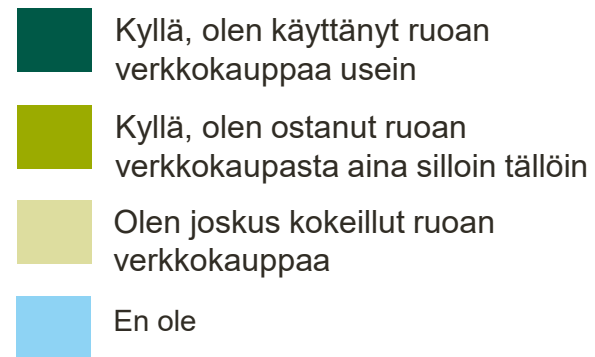 Kyllä, olen käyttänyt ruoan
verkkokauppaa usein
Kyllä, olen ostanut ruoan
verkkokaupasta aina silloin tällöin
Olen joskus kokeillut ruoan
verkkokauppaa
En ole